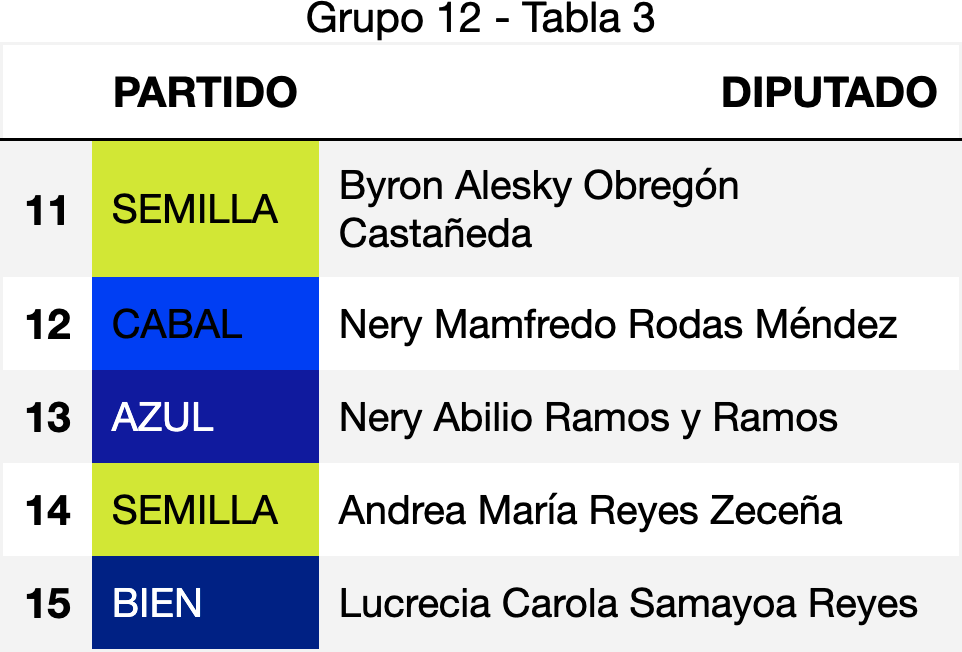 Grupo 12 - Tabla 3
PARTIDO DIPUTADO
11 SEMILLA Byron Alesky Obregón
Castañeda
12 CABAL Nery Mamfredo Rodas Méndez
13 AZUL Nery Abilio Ramos y Ramos
14 SEMILLA Andrea María Reyes Zeceña
15 BIEN Lucrecia Carola Samayoa Reyes